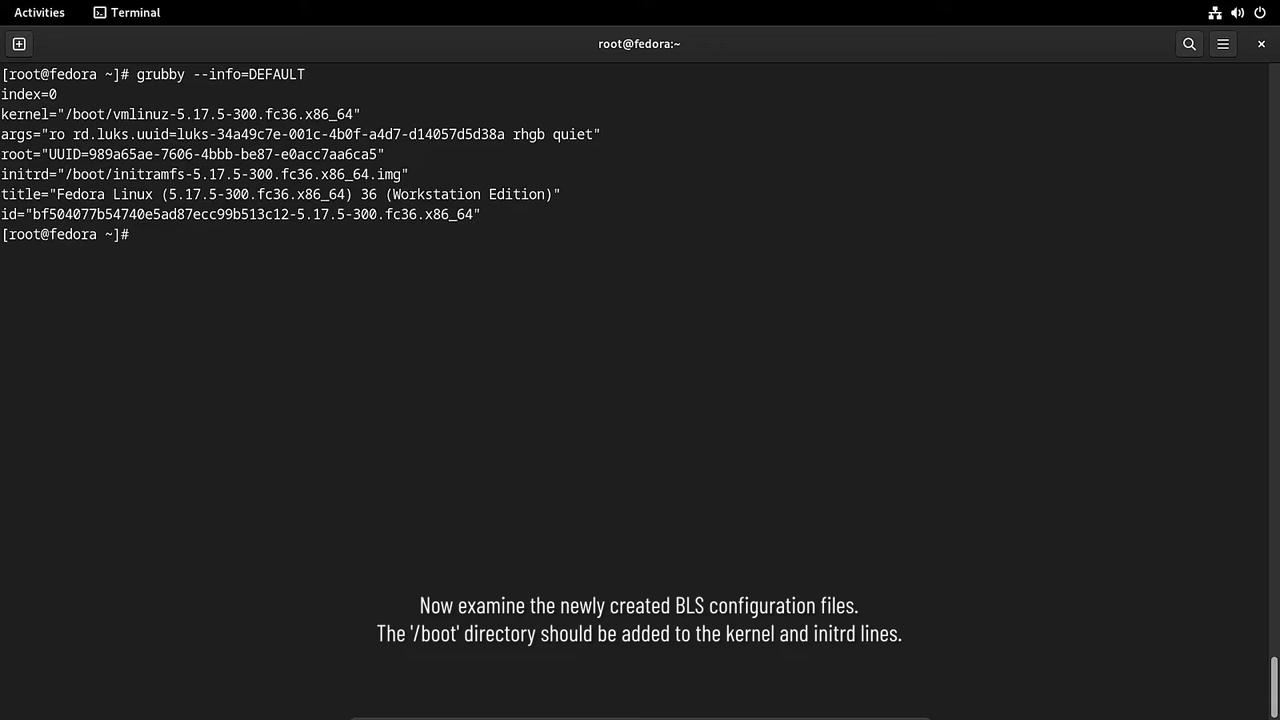 Activities Terminal
root@fedora:~
[root@fedora ~]# grubby --info=DEFAULT
index=0
kernel="/boot/vmlinuz-5.17.5-300.fc36.x86_64"
args="ro rd.luks.uuid=luks-34a49c7e-001c-4b0f-a4d7-d14057d5d38a rhgb quiet"
root="UUID=989a65ae-7606-4bbb-be87-e0acc7aa6ca5"
initrd="/boot/initramfs-5.17.5-300.fc36.x86_64.img"
title="Fedora Linux (5.17.5-300.fc36.x86_64) 36 (Workstation Edition)"
id="bf504077b54740e5ad87ecc99b513c12-5.17.5-300.fc36.x86_64"
[root@fedora ~]#
Now examine the newly created BLS configuration files.
The '/boot' directory should be added to the kernel and initrd lines.